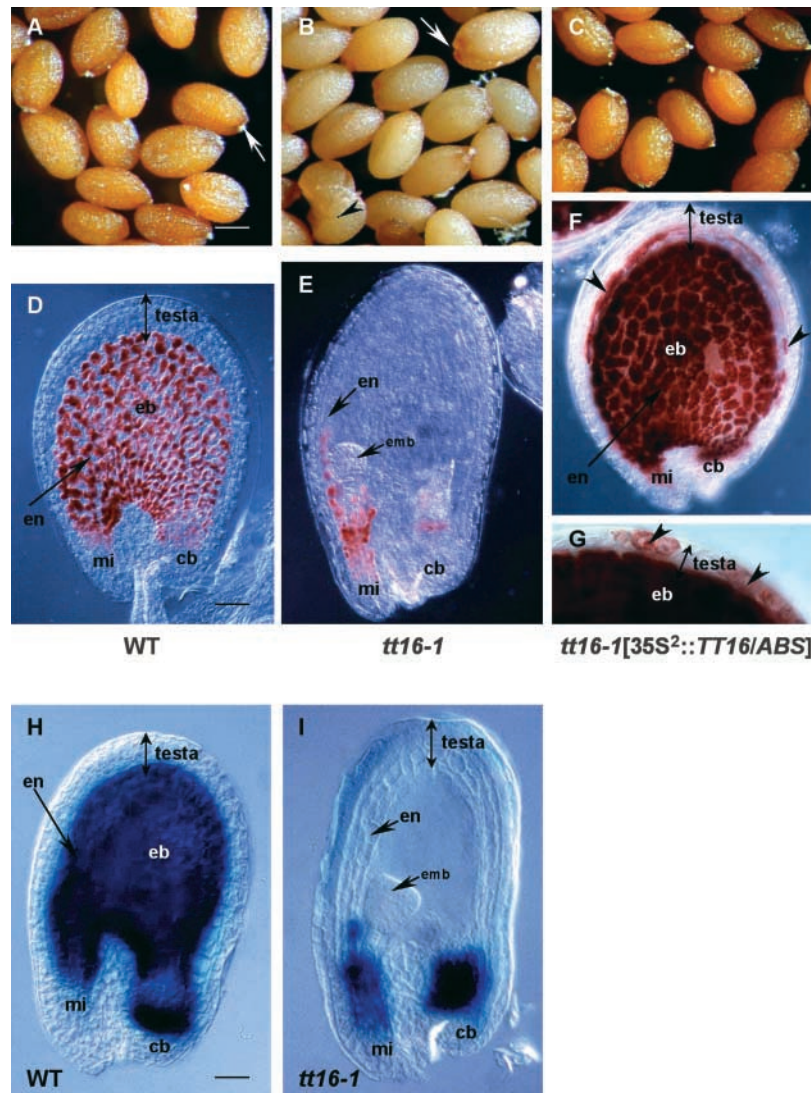 A
B
C
D
testa
eb
en
mi
cb
E
en
emb
mi
cb
F
testa
eb
en
mi
cb
G
testa
eb
WT
tt16-1
tt16-1[35S²::TT16/ABS]
H
testa
en
eb
mi
cb
WT
I
testa
en
emb
mi
cb
tt16-1